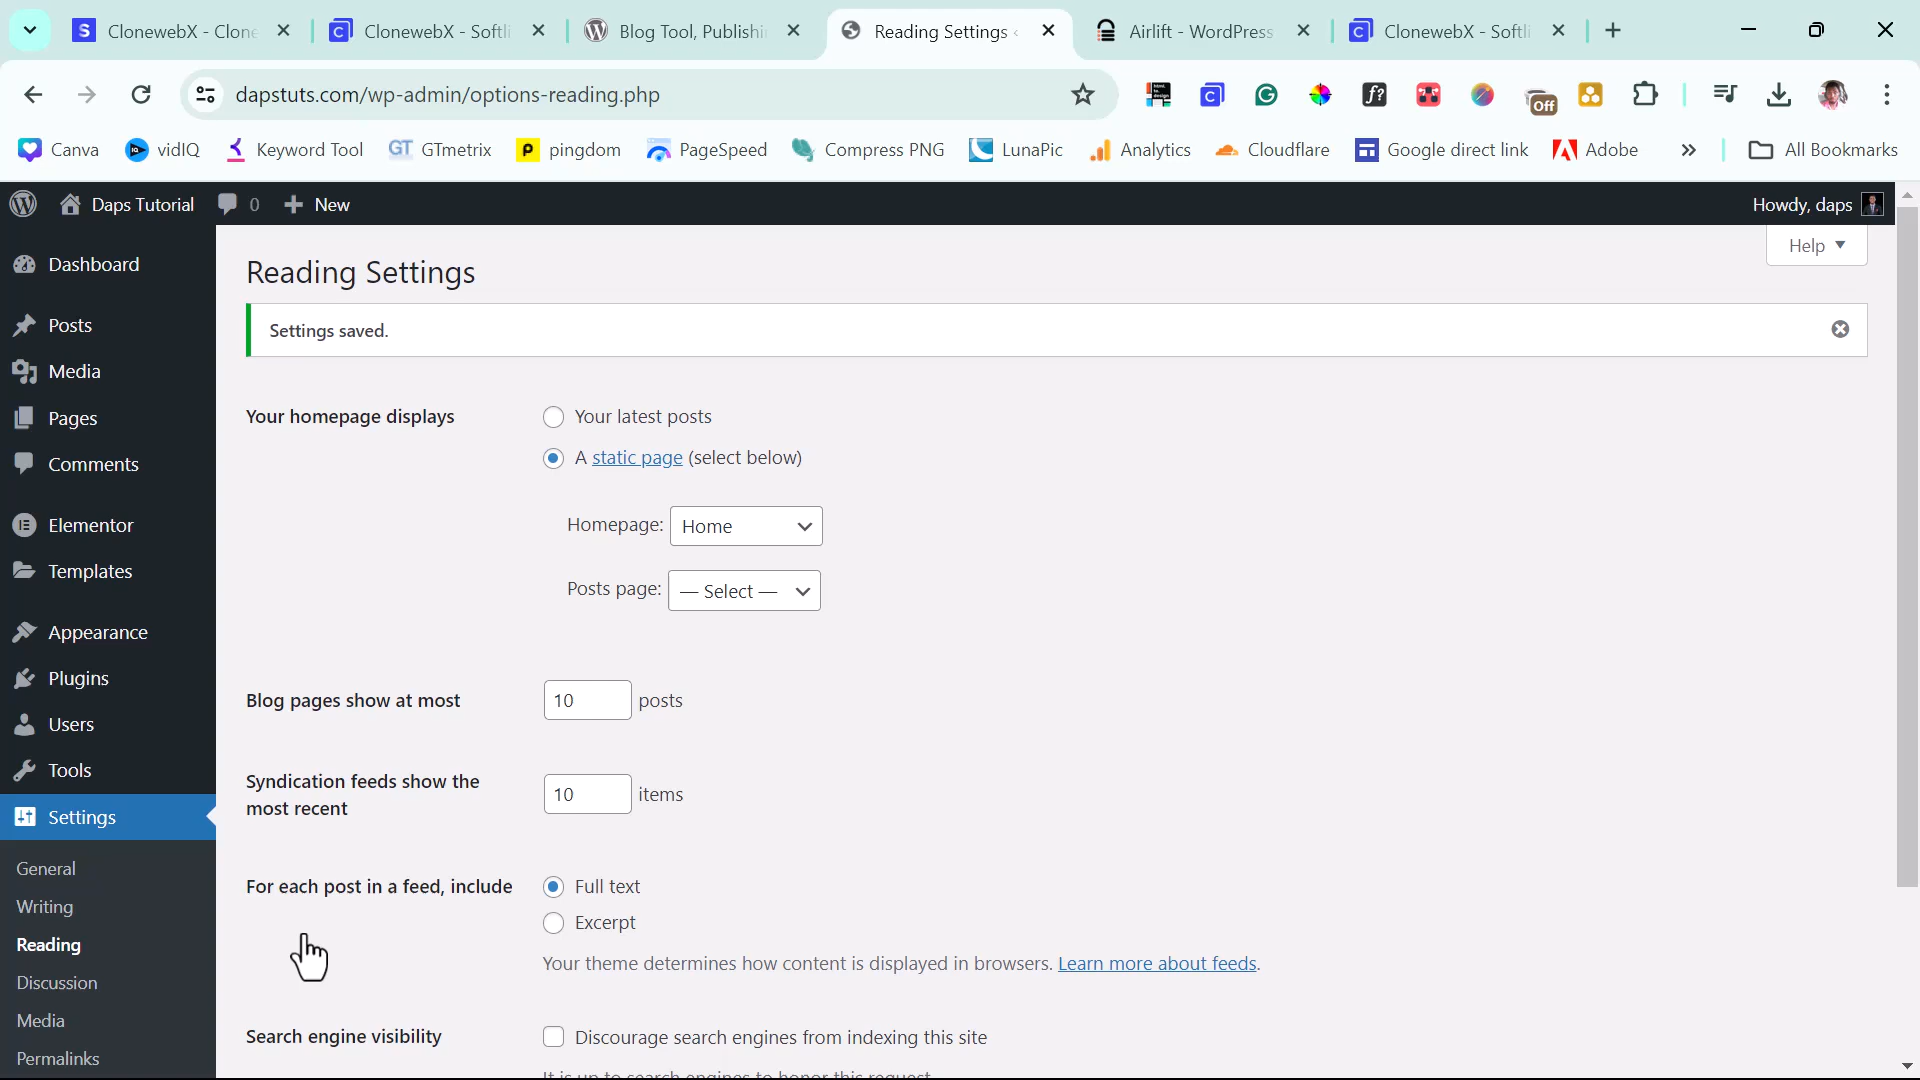 ClonewebX - Clone
ClonewebX - Softli
Blog Tool, Publishi
Reading Settings ‹
Airlift - WordPress
ClonewebX - Softli
dapstuts.com/wp-admin/options-reading.php
Off
Canva
vidIQ
Keyword Tool
GT GTmetrix
pingdom
PageSpeed
Compress PNG
LunaPic
Analytics
Cloudflare
Google direct link
Adobe
»
All Bookmarks
Daps Tutorial
0
New
Howdy, daps
Help
Dashboard
Posts
Media
Pages
Comments
Elementor
Templates
Appearance
Plugins
Users
Tools
Settings
General
Writing
Reading
Discussion
Media
Permalinks
Reading Settings
Settings saved.
Your homepage displays
Your latest posts
A static page (select below)
Homepage: Home
Posts page: — Select —
Blog pages show at most
10 posts
Syndication feeds show the
most recent
10 items
For each post in a feed, include
Full text
Excerpt
Your theme determines how content is displayed in browsers. Learn more about feeds.
Search engine visibility
Discourage search engines from indexing this site
It is up to search engines to honor this request.